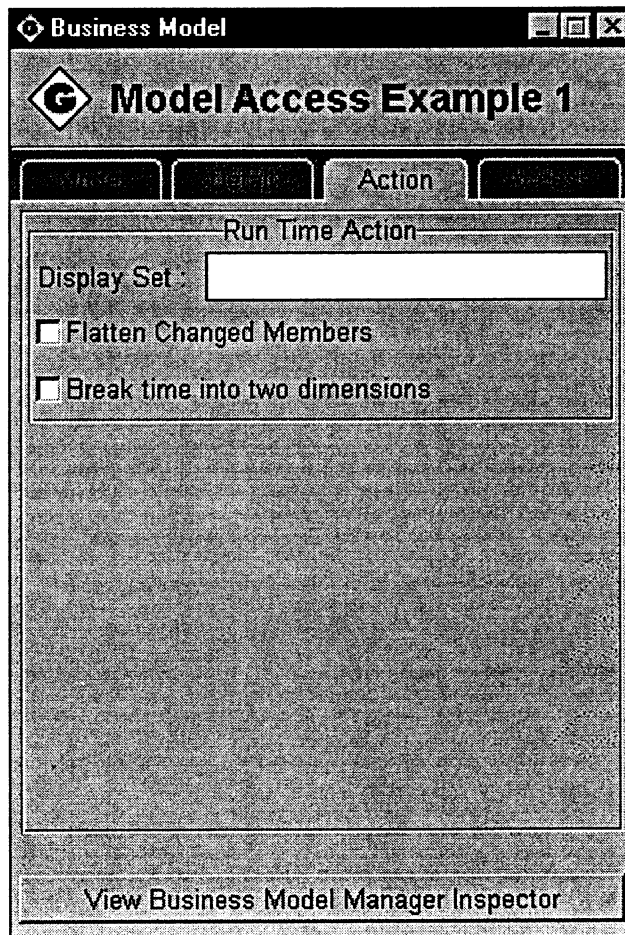 Business Model
G Model Access Example 1
Action
Run Time Action
Display Set :
Flatten Changed Members
Break time into two dimensions
View Business Model Manager Inspector